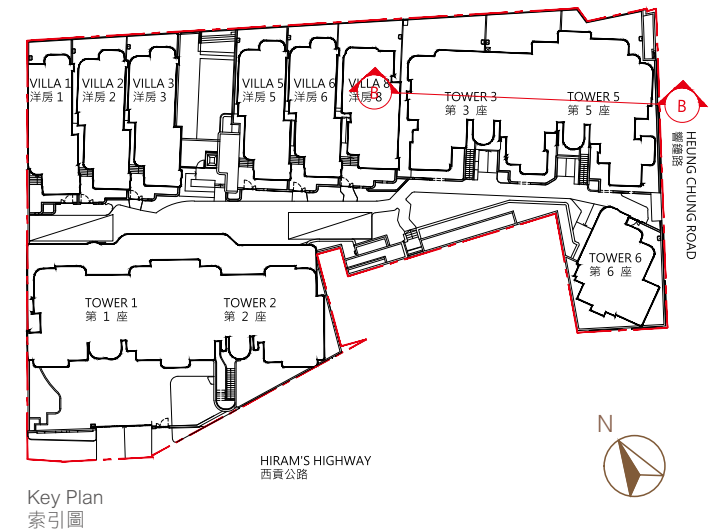 VILLA 1
洋房 1
VILLA 2
洋房 2
VILLA 3
洋房 3
VILLA 5
洋房 5
VILLA 6
洋房 6
VILLA 8
洋房 8
B
TOWER 3
第 3 座
TOWER 5
第 5 座
B
HEUNG CHUNG ROAD
響鐘路
TOWER 6
第 6 座
TOWER 1
第 1 座
TOWER 2
第 2 座
HIRAM'S HIGHWAY
西貢公路
N
Key Plan
索引圖